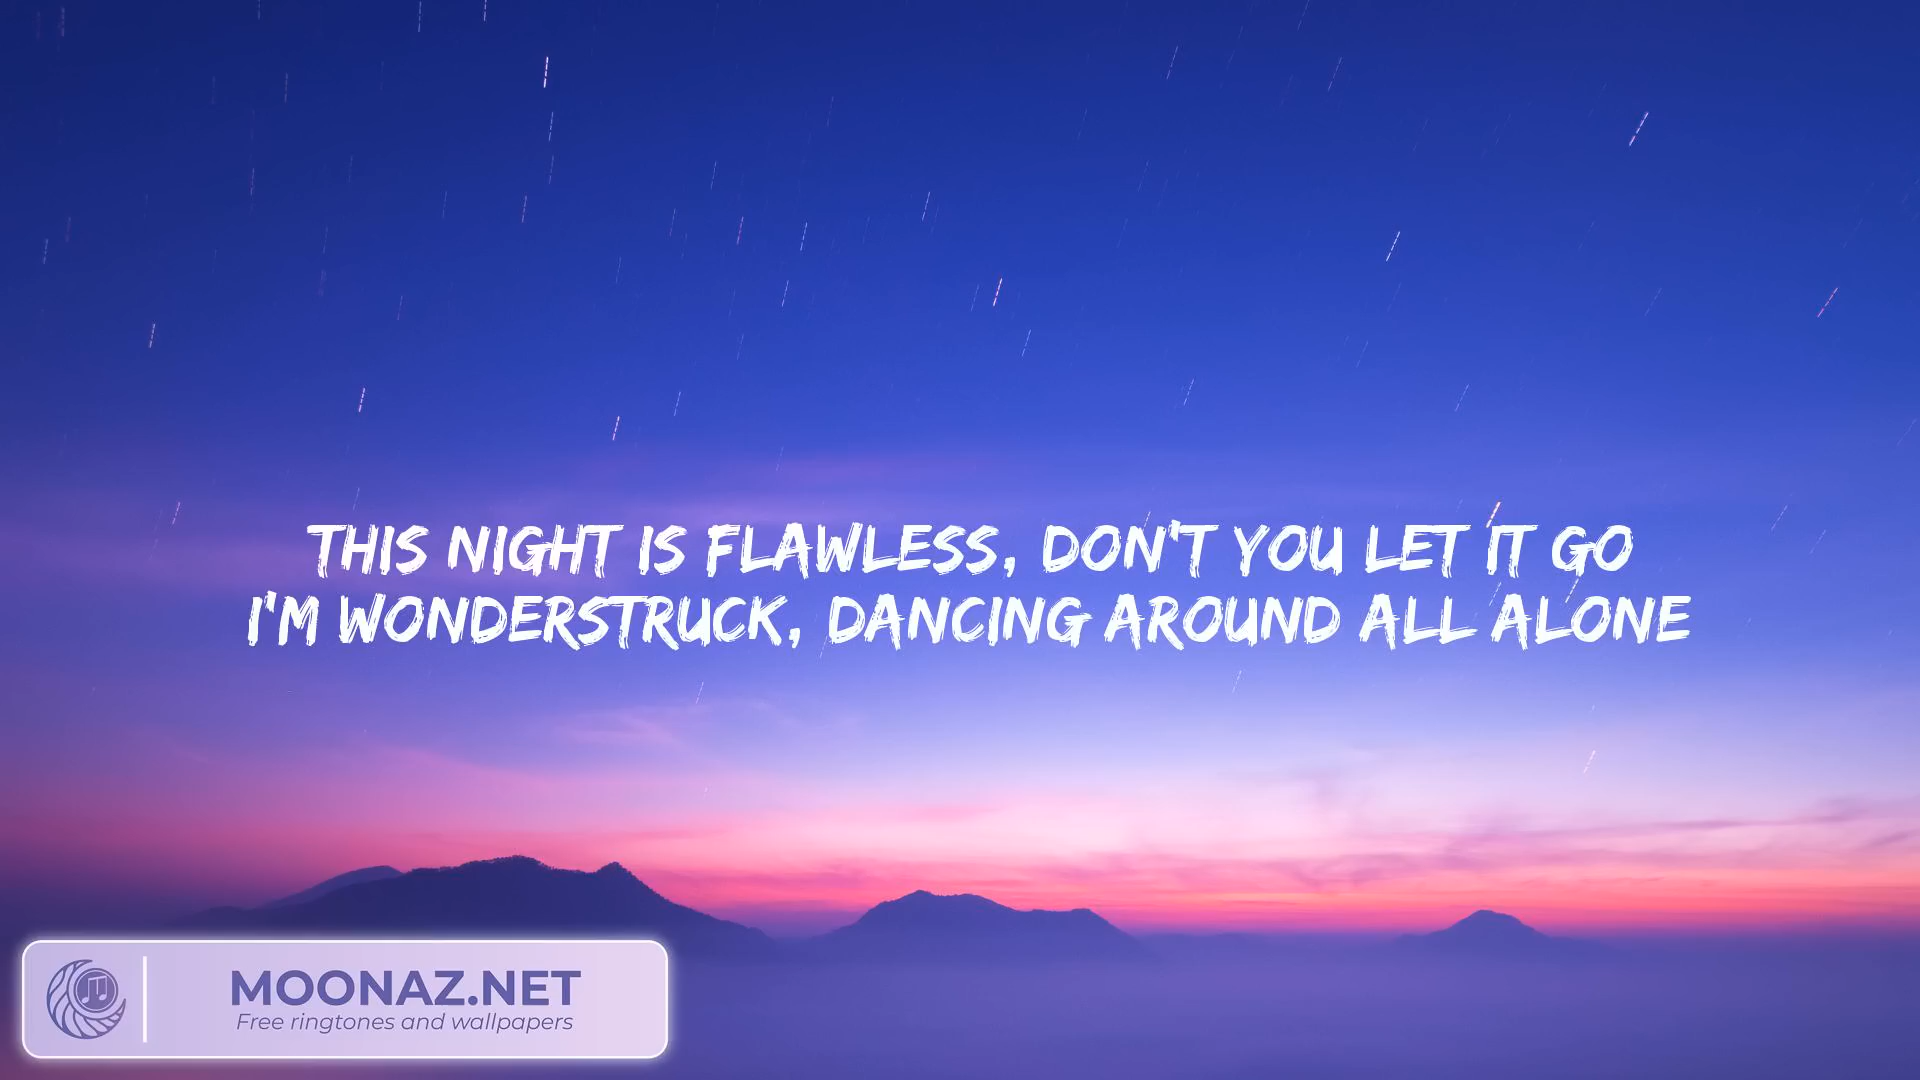 THIS NIGHT IS FLAWLESS, DON'T YOU LET IT GO
I'M WONDERSTRUCK, DANCING AROUND ALL ALONE
MOONAZ.NET
Free ringtones and wallpapers